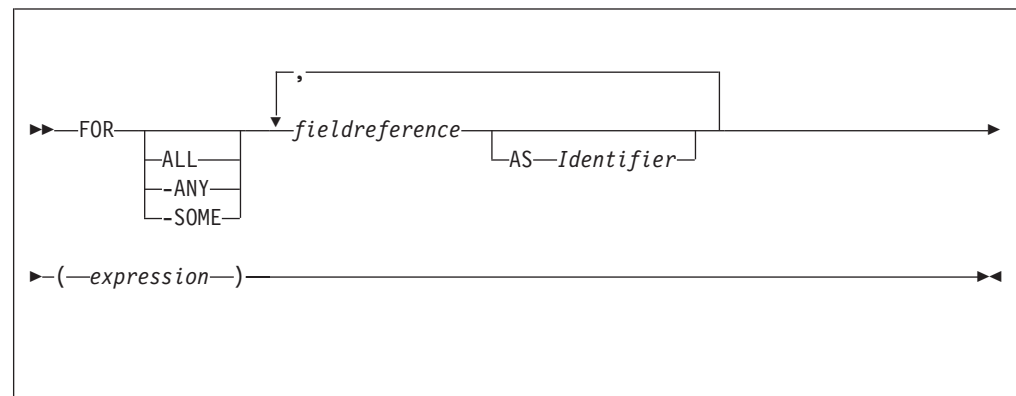 ,
FOR fieldreference
ALL AS Identifier
-ANY
-SOME
( expression )